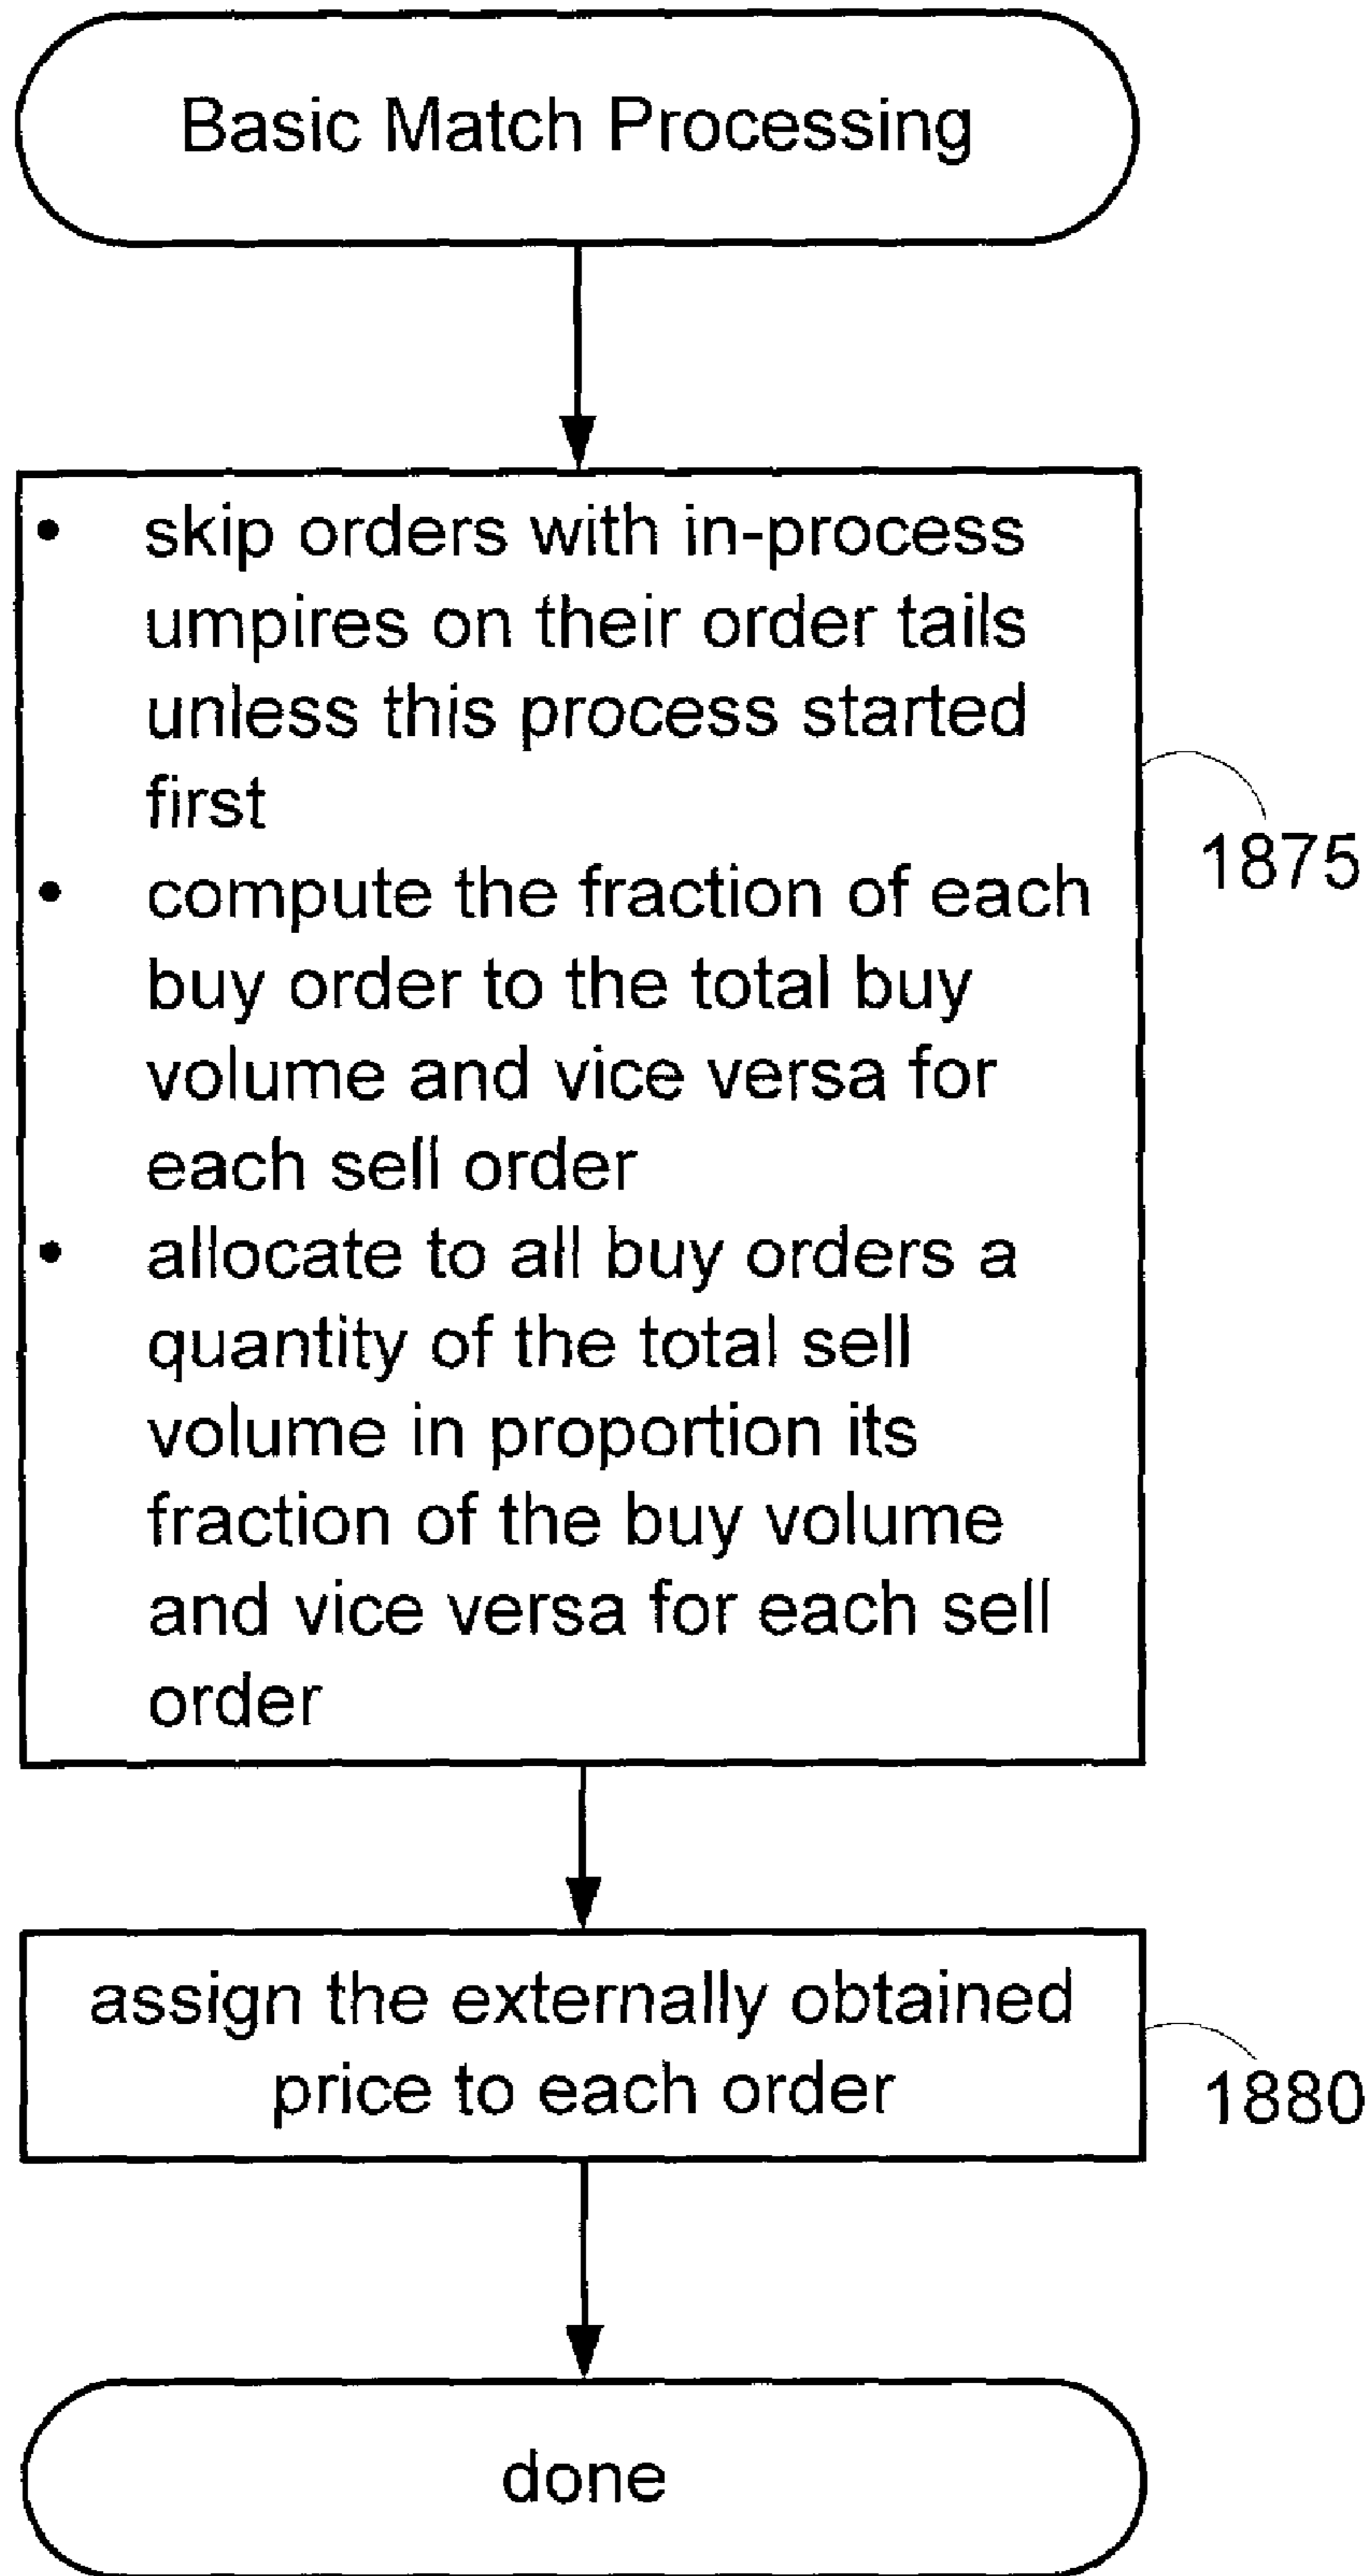 Basic Match Processing
• skip orders with in-process
umpires on their order tails
unless this process started
first
• compute the fraction of each
buy order to the total buy
volume and vice versa for
each sell order
• allocate to all buy orders a
quantity of the total sell
volume in proportion its
fraction of the buy volume
and vice versa for each sell
order
1875
assign the externally obtained
price to each order
1880
done